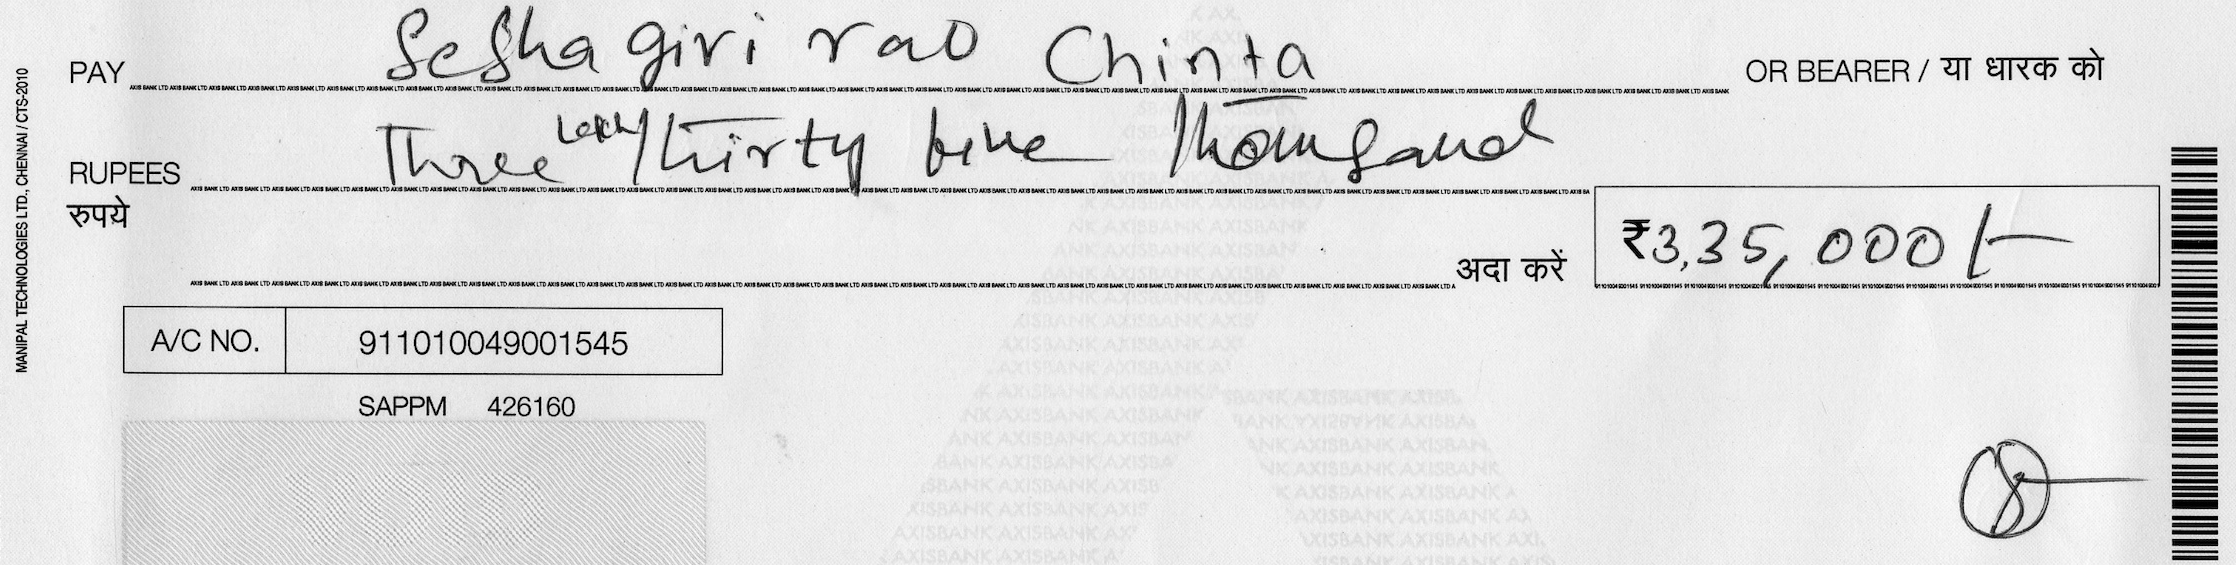 Seshagiri rao Chinta
PAY OR BEARER / या धारक को
Three Lakh Thirty five Thousand
RUPEES
रुपये
अदा करें ₹3,35,000/-
A/C NO. 911010049001545
SAPPM 426160
MANIPAL TECHNOLOGIES LTD., CHENNAI / CTS-2010
VOID